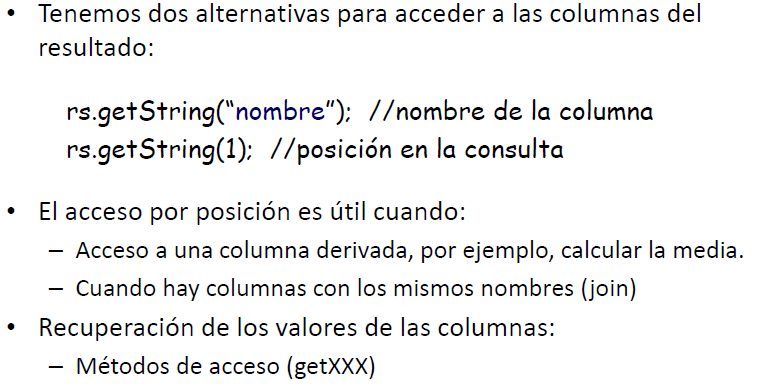 • Tenemos dos alternativas para acceder a las columnas del
resultado:
rs.getString(“nombre”); //nombre de la columna
rs.getString(1); //posición en la consulta
• El acceso por posición es útil cuando:
– Acceso a una columna derivada, por ejemplo, calcular la media.
– Cuando hay columnas con los mismos nombres (join)
• Recuperación de los valores de las columnas:
– Métodos de acceso (getXXX)